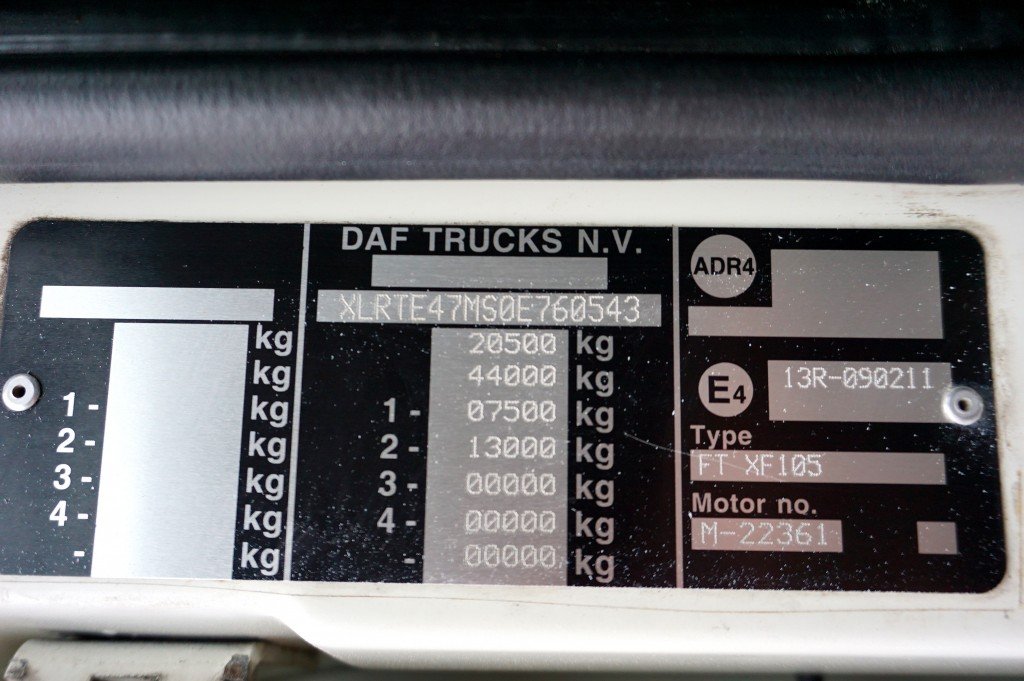 kg
kg
1- kg
2- kg
3- kg
4- kg
- kg
DAF TRUCKS N.V.
XLRTE47MS0E760543
20500 kg
44000 kg
1- 07500 kg
2- 13000 kg
3- 00000 kg
4- 00000 kg
- 00000 kg
ADR4
E4 13R-090211
Type
FT XF105
Motor no.
M-22361